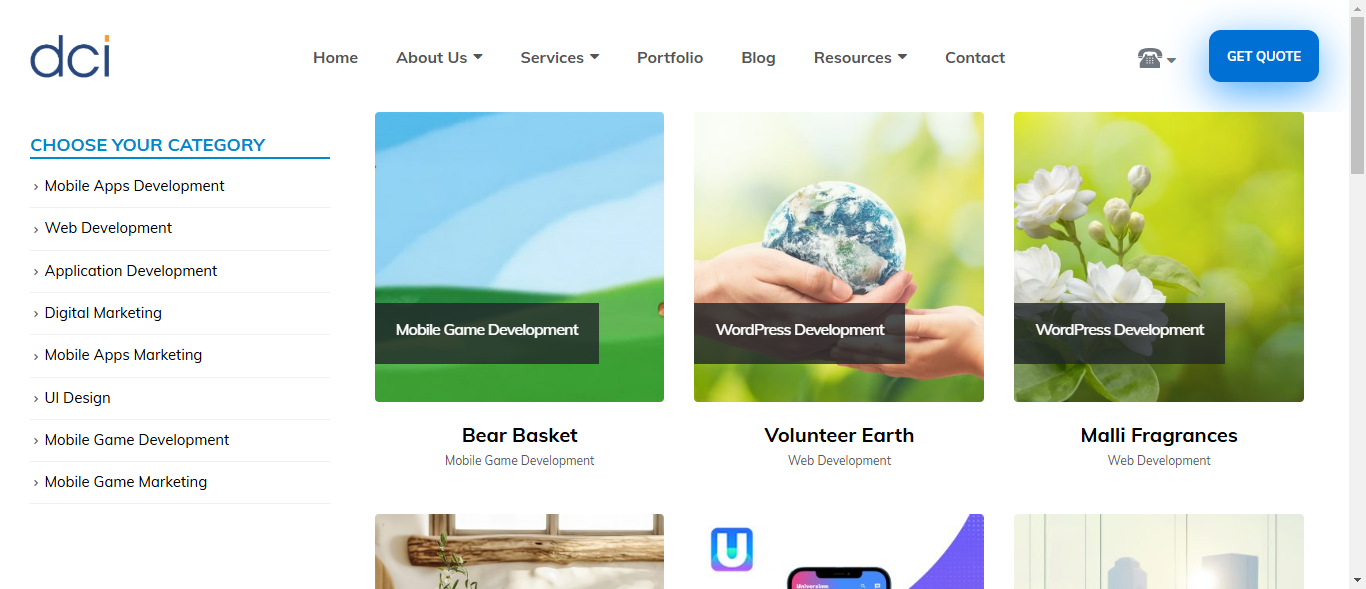 dci
Home
About Us
Services
Portfolio
Blog
Resources
Contact
GET QUOTE
CHOOSE YOUR CATEGORY
Mobile Apps Development
Web Development
Application Development
Digital Marketing
Mobile Apps Marketing
UI Design
Mobile Game Development
Mobile Game Marketing
Mobile Game Development
WordPress Development
WordPress Development
Bear Basket
Mobile Game Development
Volunteer Earth
Web Development
Malli Fragrances
Web Development
U